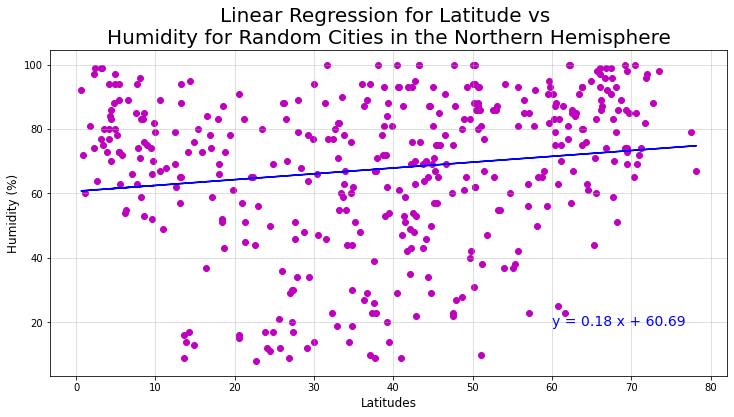 Linear Regression for Latitude vs
Humidity for Random Cities in the Northern Hemisphere
100
80
60
40
20
Humidity (%)
y = 0.18 x + 60.69
0 10 20 30 40 50 60 70 80
Latitudes